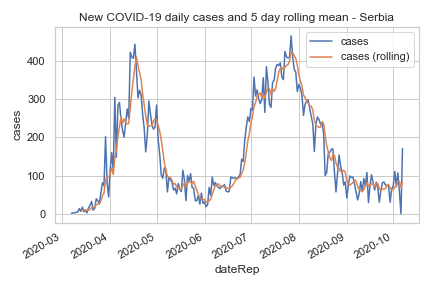 New COVID-19 daily cases and 5 day rolling mean - Serbia
cases
cases (rolling)
400
300
200
100
0
cases
2020-03
2020-04
2020-05
2020-06
2020-07
2020-08
2020-09
2020-10
dateRep